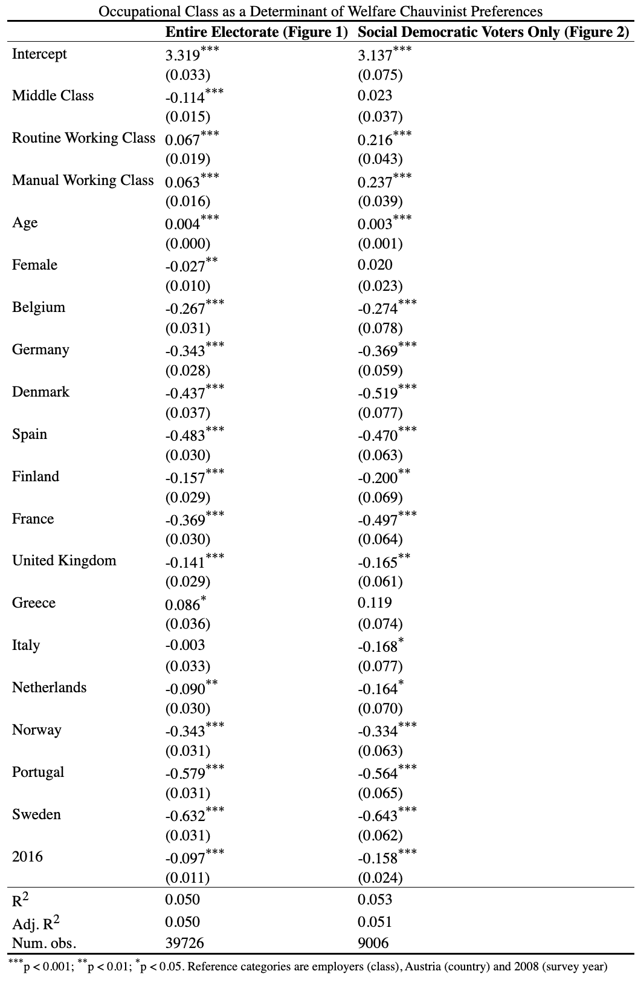 Occupational Class as a Determinant of Welfare Chauvinist Preferences
Entire Electorate (Figure 1) Social Democratic Voters Only (Figure 2)
Intercept 3.319*** 3.137***
(0.033) (0.075)
Middle Class -0.114*** 0.023
(0.015) (0.037)
Routine Working Class 0.067*** 0.216***
(0.019) (0.043)
Manual Working Class 0.063*** 0.237***
(0.016) (0.039)
Age 0.004*** 0.003***
(0.000) (0.001)
Female -0.027** 0.020
(0.010) (0.023)
Belgium -0.267*** -0.274***
(0.031) (0.078)
Germany -0.343*** -0.369***
(0.028) (0.059)
Denmark -0.437*** -0.519***
(0.037) (0.077)
Spain -0.483*** -0.470***
(0.030) (0.063)
Finland -0.157*** -0.200**
(0.029) (0.069)
France -0.369*** -0.497***
(0.030) (0.064)
United Kingdom -0.141*** -0.165**
(0.029) (0.061)
Greece 0.086* 0.119
(0.036) (0.074)
Italy -0.003 -0.168*
(0.033) (0.077)
Netherlands -0.090** -0.164*
(0.030) (0.070)
Norway -0.343*** -0.334***
(0.031) (0.063)
Portugal -0.579*** -0.564***
(0.031) (0.065)
Sweden -0.632*** -0.643***
(0.031) (0.062)
2016 -0.097*** -0.158***
(0.011) (0.024)
R² 0.050 0.053
Adj. R² 0.050 0.051
Num. obs. 39726 9006
***p < 0.001; **p < 0.01; *p < 0.05. Reference categories are employers (class), Austria (country) and 2008 (survey year)